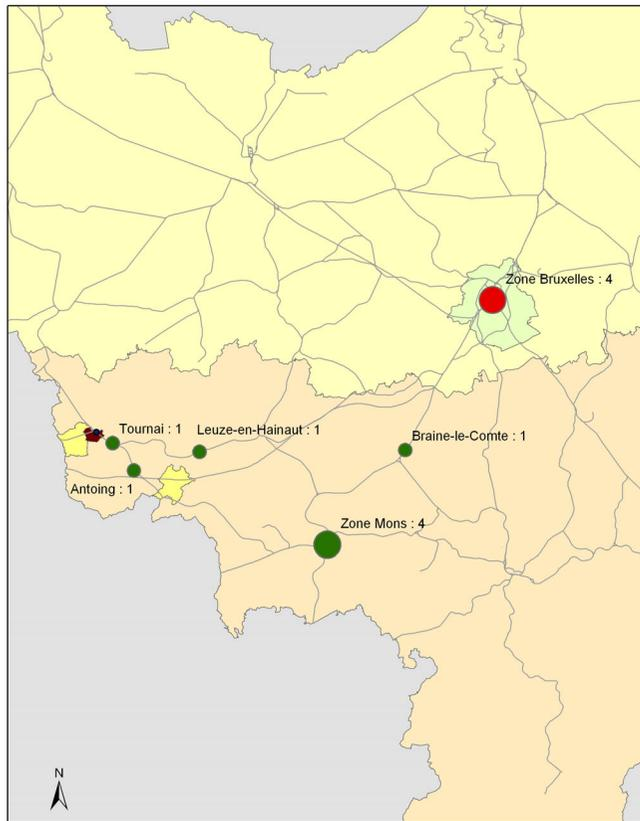 Zone Bruxelles : 4
Tournai : 1
Leuze-en-Hainaut : 1
Braine-le-Comte : 1
Antoing : 1
Zone Mons : 4
N